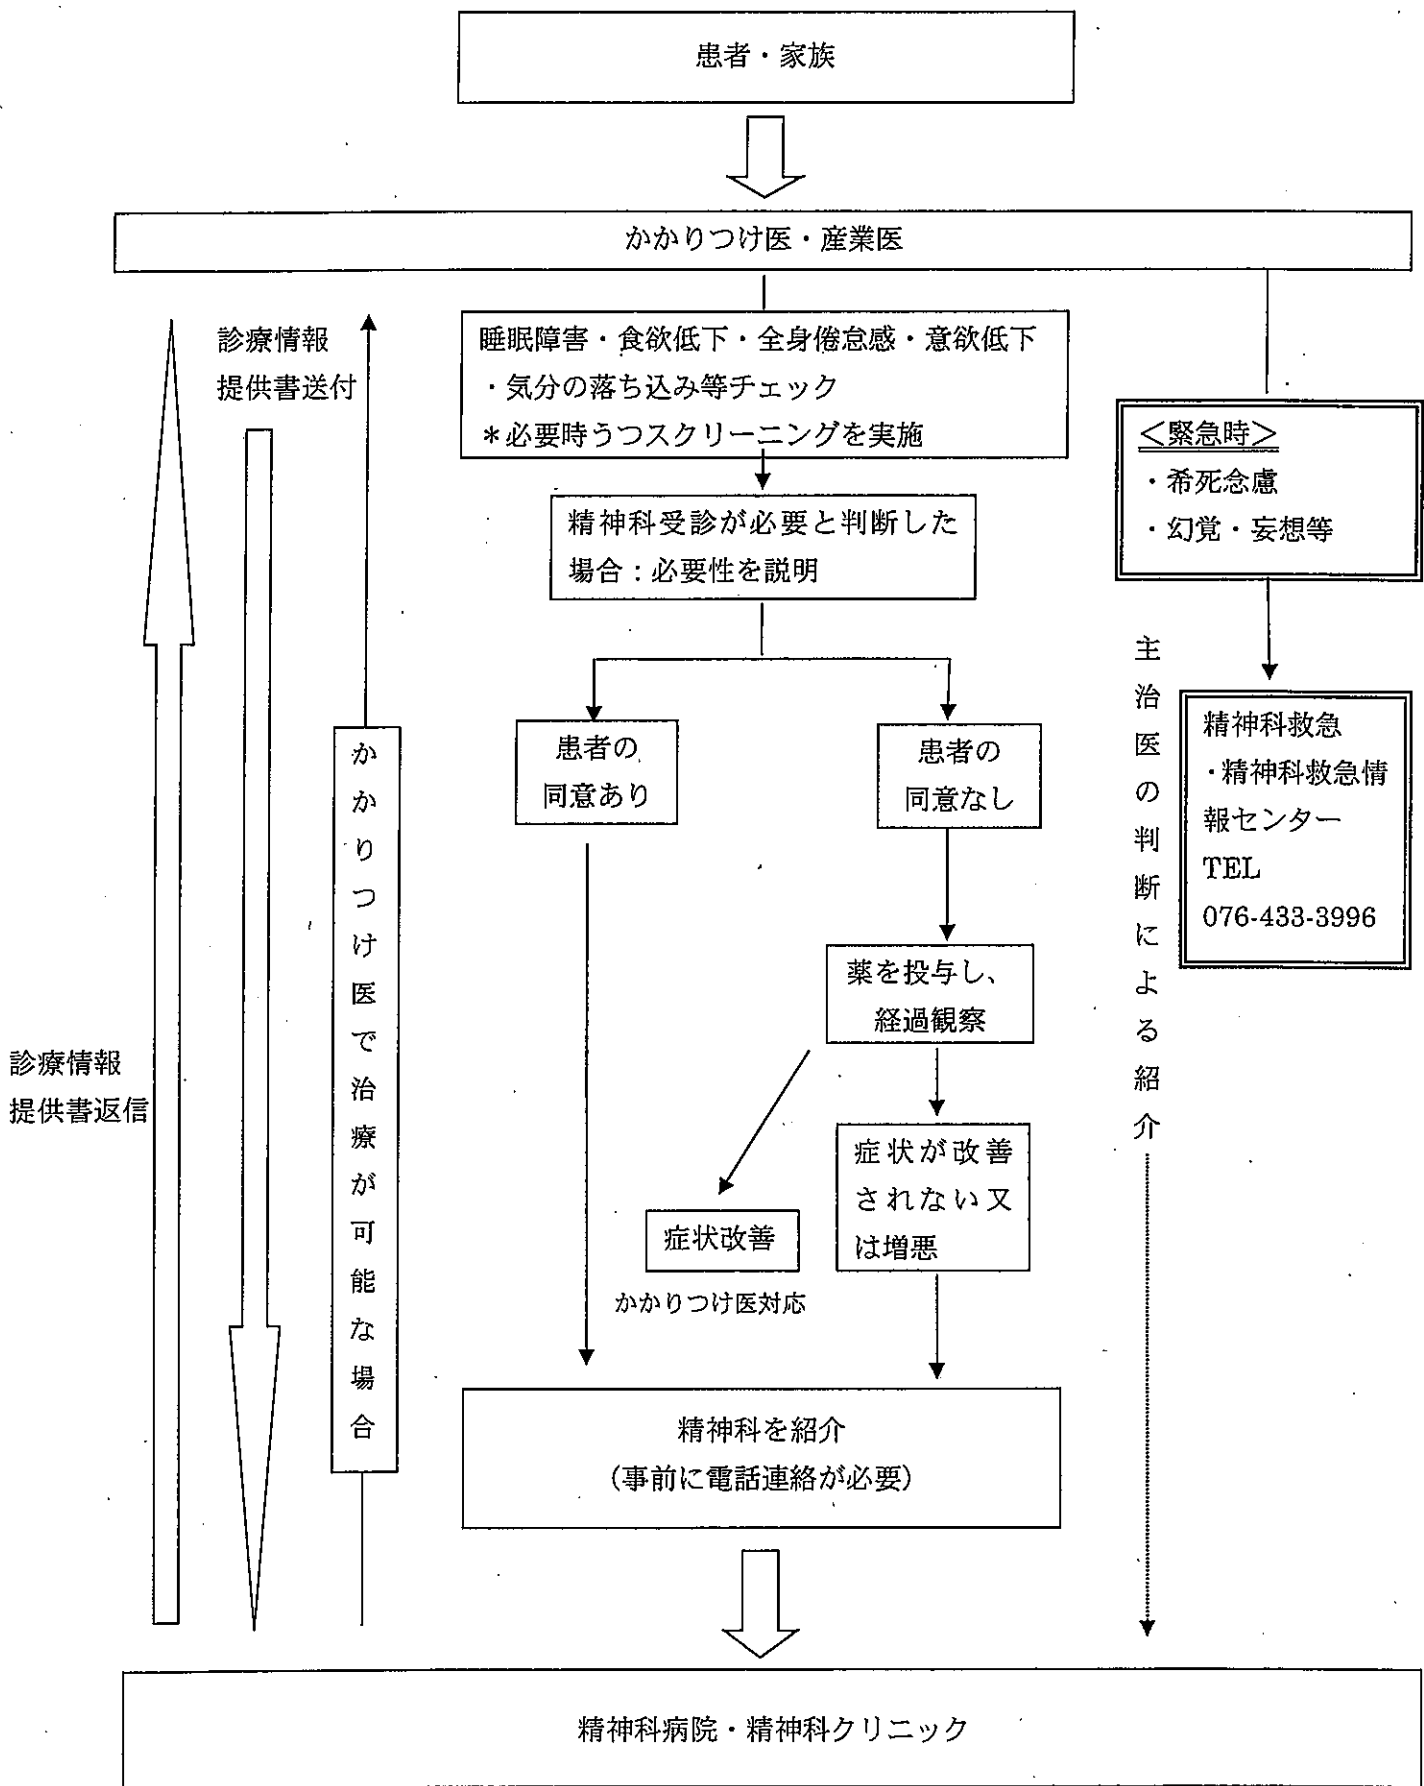 患者・家族
かかりつけ医・産業医
診療情報
提供書送付
睡眠障害・食欲低下・全身倦怠感・意欲低下
・気分の落ち込み等チェック
＊必要時うつスクリーニングを実施
＜緊急時＞
・希死念慮
・幻覚・妄想等
精神科受診が必要と判断した
場合：必要性を説明
患者の
同意あり
患者の
同意なし
主治医の判断による紹介
精神科救急
・精神科救急情
報センター
TEL
076-433-3996
かかりつけ医で治療が可能な場合
薬を投与し、
経過観察
診療情報
提供書返信
症状が改善
されない又
は増悪
症状改善
かかりつけ医対応
精神科を紹介
（事前に電話連絡が必要）
精神科病院・精神科クリニック